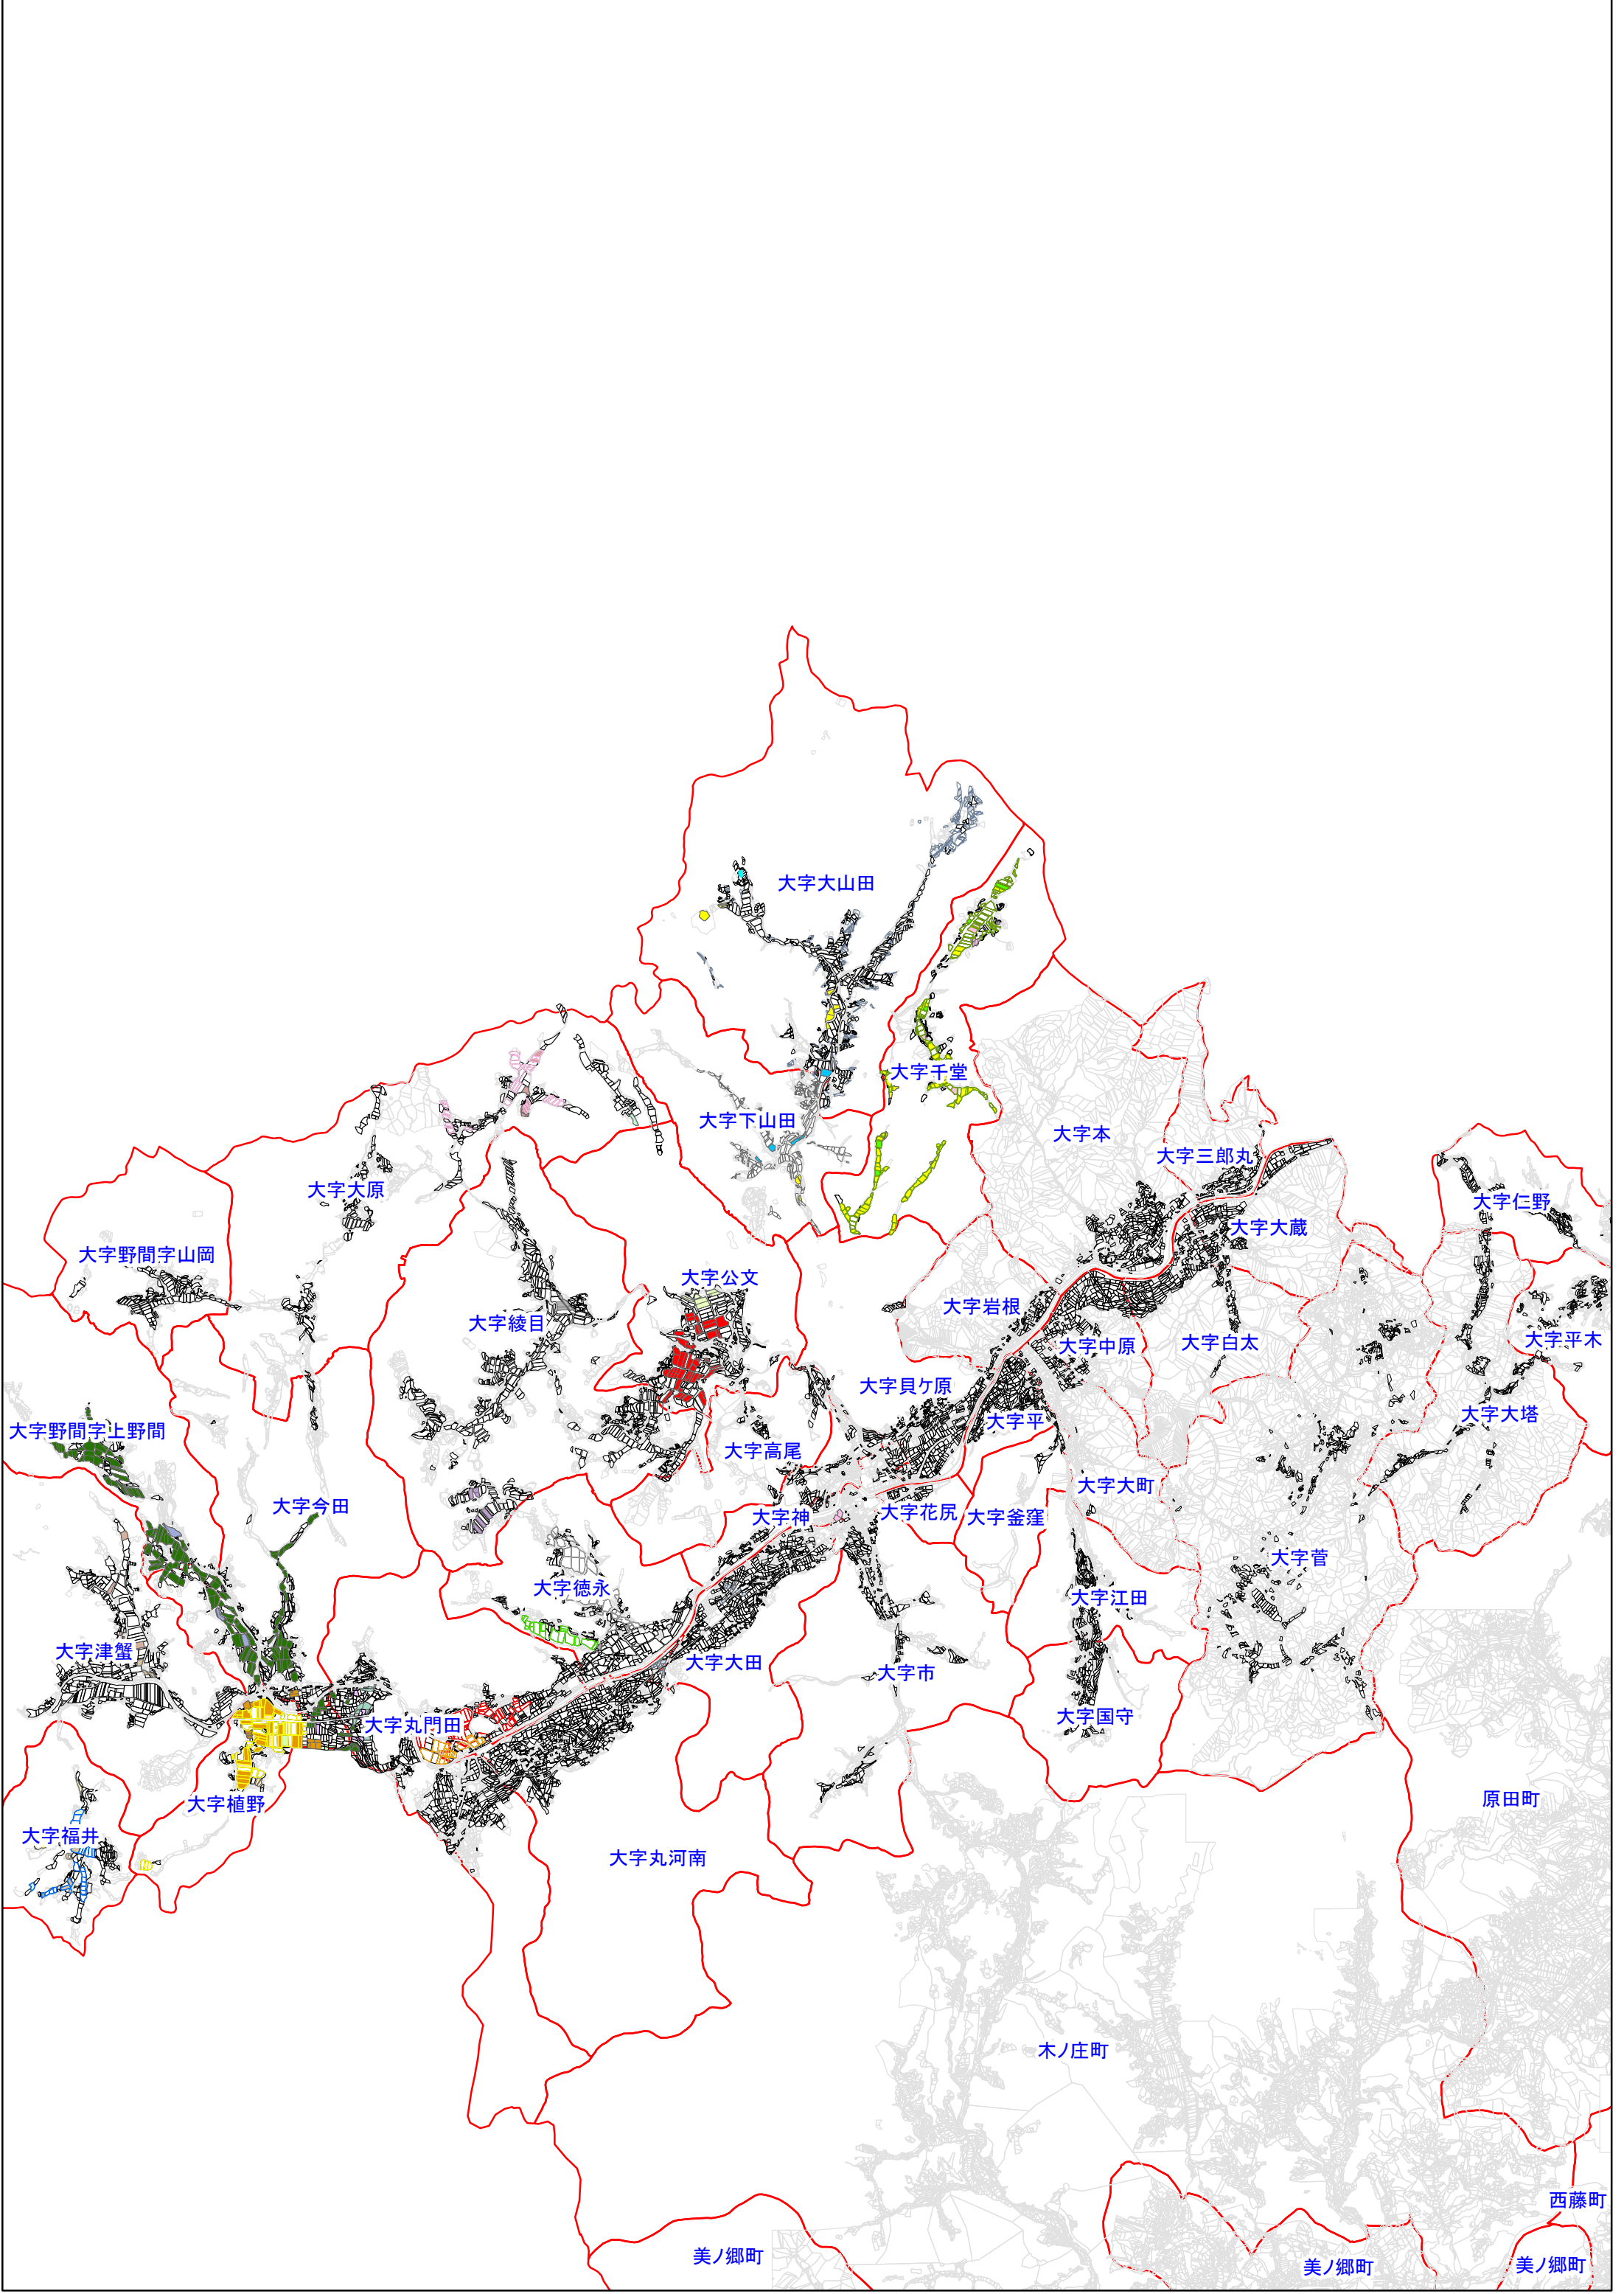 大字大山田
大字千堂
大字下山田
大字本
大字三郎丸
大字大原
大字仁野
大字大蔵
大字野間字山岡
大字公文
大字岩根
大字綾目
大字平木
大字白太
大字中原
大字貝ケ原
大字大塔
大字平
大字野間字上野間
大字高尾
大字大町
大字今田
大字花尻
大字神
大字釜窪
大字菅
大字徳永
大字江田
大字津蟹
大字大田
大字市
大字国守
大字丸門田
原田町
大字植野
大字福井
大字丸河南
木ノ庄町
西藤町
美ノ郷町
美ノ郷町
美ノ郷町